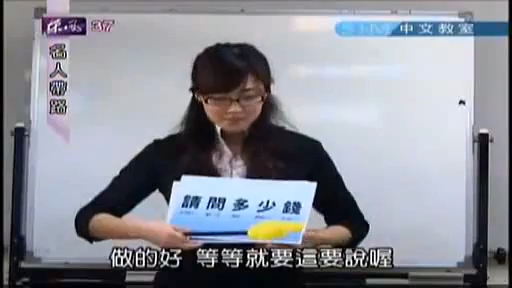 37
中文教室
名人帶路
請問多少錢
做的好 等等就要這要說喔